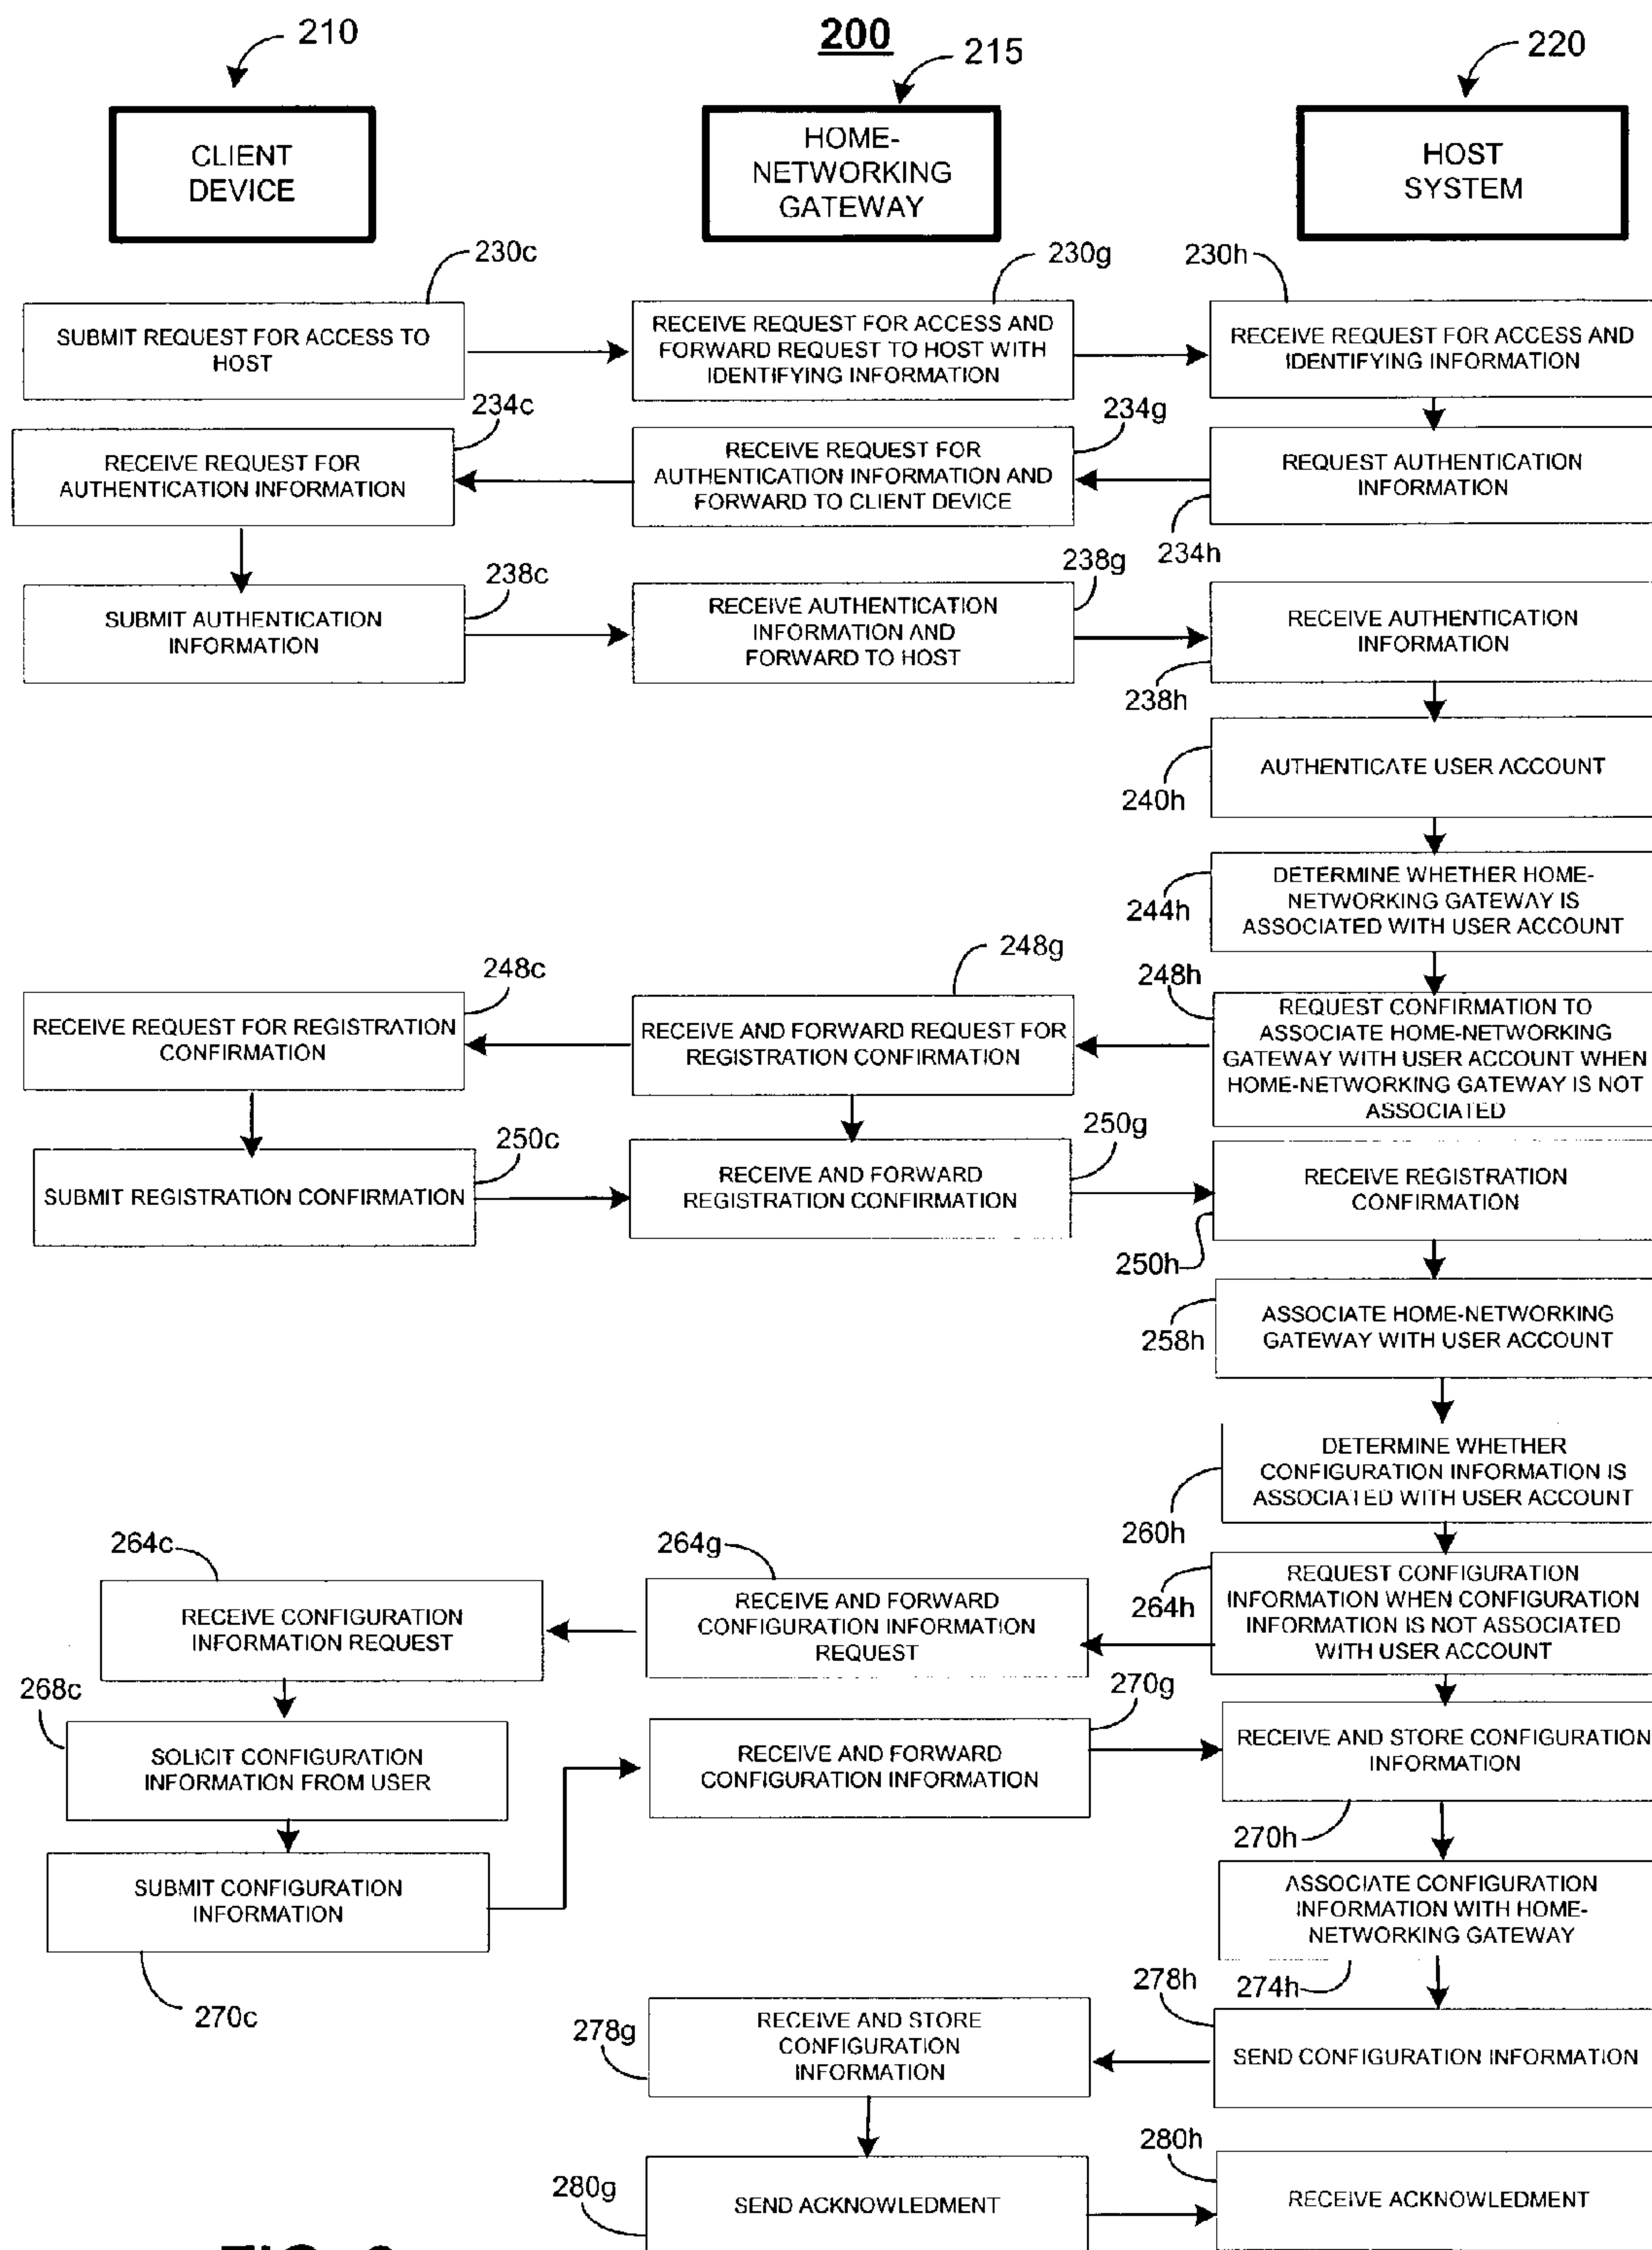 210
200
215
220
CLIENT
DEVICE
HOME-
NETWORKING
GATEWAY
HOST
SYSTEM
230c
230g
230h
SUBMIT REQUEST FOR ACCESS TO
HOST
RECEIVE REQUEST FOR ACCESS AND
FORWARD REQUEST TO HOST WITH
IDENTIFYING INFORMATION
RECEIVE REQUEST FOR ACCESS AND
IDENTIFYING INFORMATION
234c
234g
RECEIVE REQUEST FOR
AUTHENTICATION INFORMATION
RECEIVE REQUEST FOR
AUTHENTICATION INFORMATION AND
FORWARD TO CLIENT DEVICE
REQUEST AUTHENTICATION
INFORMATION
234h
238c
238g
SUBMIT AUTHENTICATION
INFORMATION
RECEIVE AUTHENTICATION
INFORMATION AND
FORWARD TO HOST
RECEIVE AUTHENTICATION
INFORMATION
238h
AUTHENTICATE USER ACCOUNT
240h
DETERMINE WHETHER HOME-
NETWORKING GATEWAY IS
ASSOCIATED WITH USER ACCOUNT
244h
248c
248g
248h
RECEIVE REQUEST FOR REGISTRATION
CONFIRMATION
RECEIVE AND FORWARD REQUEST FOR
REGISTRATION CONFIRMATION
REQUEST CONFIRMATION TO
ASSOCIATE HOME-NETWORKING
GATEWAY WITH USER ACCOUNT WHEN
HOME-NETWORKING GATEWAY IS NOT
ASSOCIATED
250c
250g
SUBMIT REGISTRATION CONFIRMATION
RECEIVE AND FORWARD
REGISTRATION CONFIRMATION
RECEIVE REGISTRATION
CONFIRMATION
250h
ASSOCIATE HOME-NETWORKING
GATEWAY WITH USER ACCOUNT
258h
DETERMINE WHETHER
CONFIGURATION INFORMATION IS
ASSOCIATED WITH USER ACCOUNT
260h
264c
264g
264h
RECEIVE CONFIGURATION
INFORMATION REQUEST
RECEIVE AND FORWARD
CONFIGURATION INFORMATION
REQUEST
REQUEST CONFIGURATION
INFORMATION WHEN CONFIGURATION
INFORMATION IS NOT ASSOCIATED
WITH USER ACCOUNT
268c
270g
SOLICIT CONFIGURATION
INFORMATION FROM USER
RECEIVE AND FORWARD
CONFIGURATION INFORMATION
RECEIVE AND STORE CONFIGURATION
INFORMATION
270h
SUBMIT CONFIGURATION
INFORMATION
ASSOCIATE CONFIGURATION
INFORMATION WITH HOME-
NETWORKING GATEWAY
270c
278h
274h
278g
RECEIVE AND STORE
CONFIGURATION
INFORMATION
SEND CONFIGURATION INFORMATION
280h
280g
SEND ACKNOWLEDMENT
RECEIVE ACKNOWLEDMENT